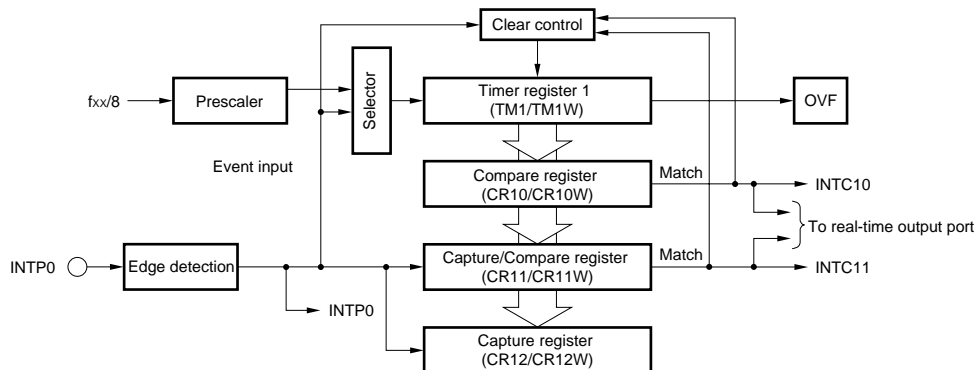 Clear control
fxx/8
Prescaler
Selector
Timer register 1
(TM1/TM1W)
OVF
Event input
Compare register
(CR10/CR10W)
Match
INTC10
To real-time output port
INTP0
Edge detection
Capture/Compare register
(CR11/CR11W)
Match
INTC11
INTP0
Capture register
(CR12/CR12W)